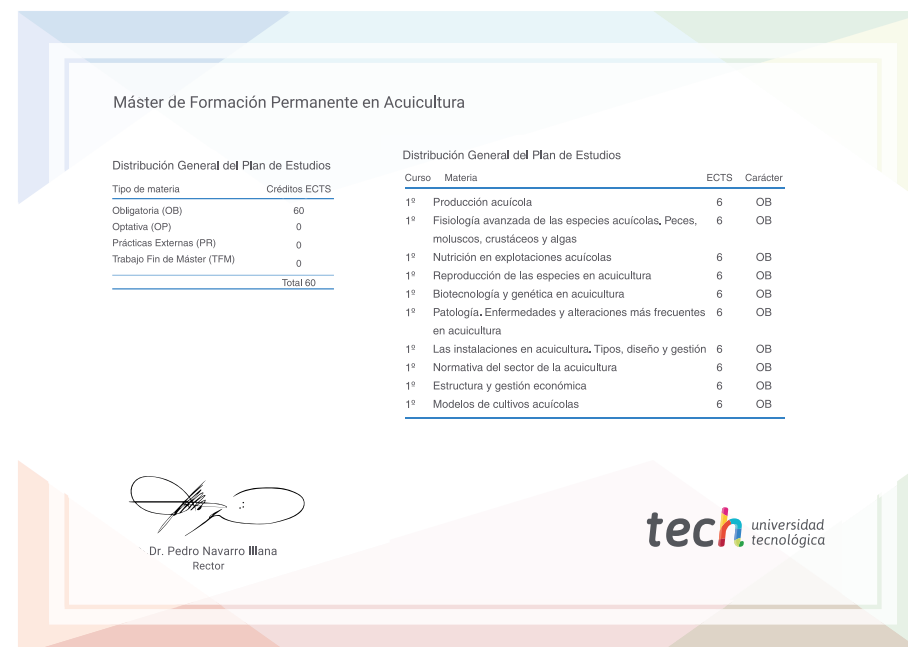 Máster de Formación Permanente en Acuicultura
Distribución General del Plan de Estudios
Tipo de materia Créditos ECTS
Obligatoria (OB) 60
Optativa (OP) 0
Prácticas Externas (PR) 0
Trabajo Fin de Máster (TFM) 0
Total 60
Distribución General del Plan de Estudios
Curso Materia ECTS Carácter
1º Producción acuícola 6 OB
1º Fisiología avanzada de las especies acuícolas. Peces, 6 OB
moluscos, crustáceos y algas
1º Nutrición en explotaciones acuícolas 6 OB
1º Reproducción de las especies en acuicultura 6 OB
1º Biotecnología y genética en acuicultura 6 OB
1º Patología. Enfermedades y alteraciones más frecuentes 6 OB
en acuicultura
1º Las instalaciones en acuicultura. Tipos, diseño y gestión 6 OB
1º Normativa del sector de la acuicultura 6 OB
1º Estructura y gestión económica 6 OB
1º Modelos de cultivos acuícolas 6 OB
Dr. Pedro Navarro Illana
Rector
tech universidad
tecnológica